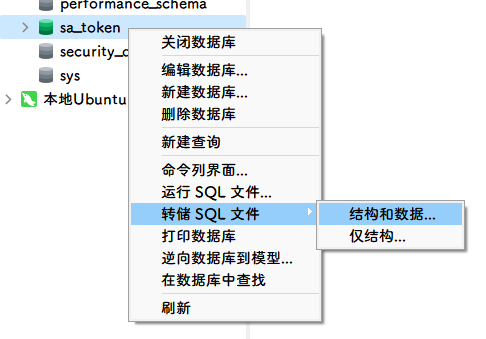 performance_schema
sa_token
security_c
sys
本地Ubuntu
关闭数据库
编辑数据库...
新建数据库...
删除数据库
新建查询
命令列界面...
运行 SQL 文件...
转储 SQL 文件
结构和数据...
仅结构...
打印数据库
逆向数据库到模型...
在数据库中查找
刷新